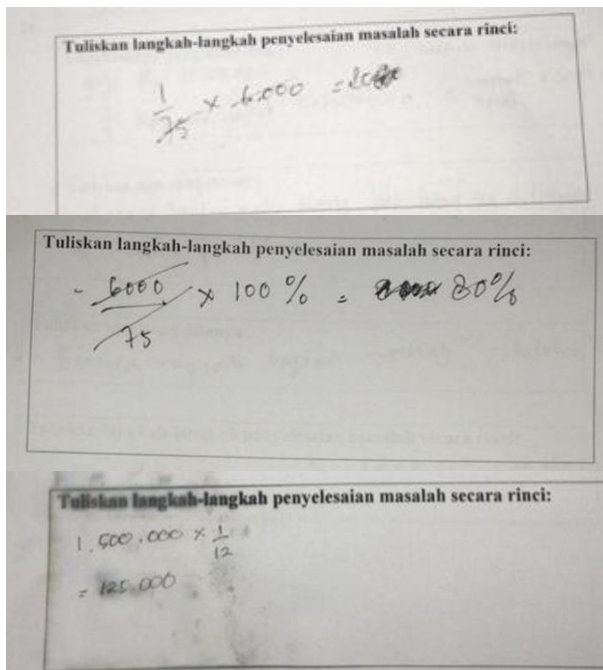 Tuliskan langkah-langkah penyelesaian masalah secara rinci:
1/75 × 6.000 =
Tuliskan langkah-langkah penyelesaian masalah secara rinci:
- 6000/75 × 100 % = 80%
Tuliskan langkah-langkah penyelesaian masalah secara rinci:
1.500.000 × 1/12
= 125.000